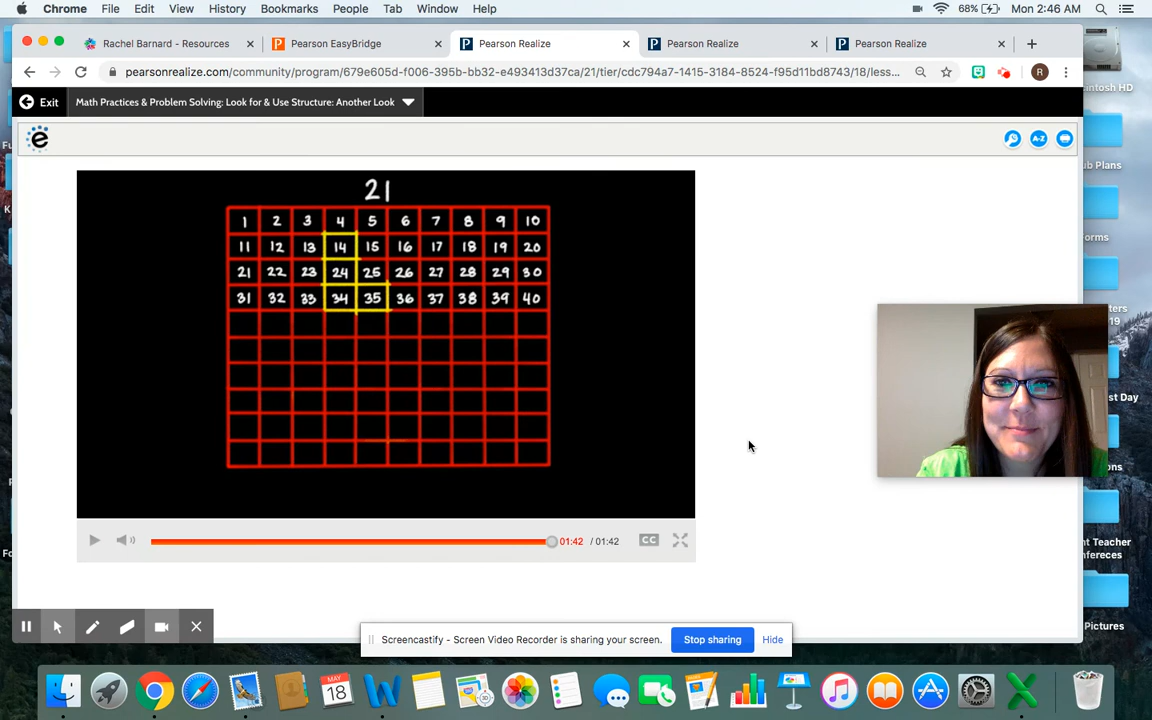 Chrome File Edit View History Bookmarks People Tab Window Help 68% Mon 2:46 AM
Rachel Barnard - Resources × Pearson EasyBridge × Pearson Realize × Pearson Realize × Pearson Realize × +
pearsonrealize.com/community/program/679e605d-f006-395b-bb32-e493413d37ca/21/tier/cdc794a7-1415-3184-8524-f95d11bd8743/18/less... R
Exit Math Practices & Problem Solving: Look for & Use Structure: Another Look
e A-Z
21
1 2 3 4 5 6 7 8 9 10
11 12 13 14 15 16 17 18 19 20
21 22 23 24 25 26 27 28 29 30
31 32 33 34 35 36 37 38 39 40
01:42 / 01:42 CC
Screencastify - Screen Video Recorder is sharing your screen. Stop sharing Hide
MAY
18